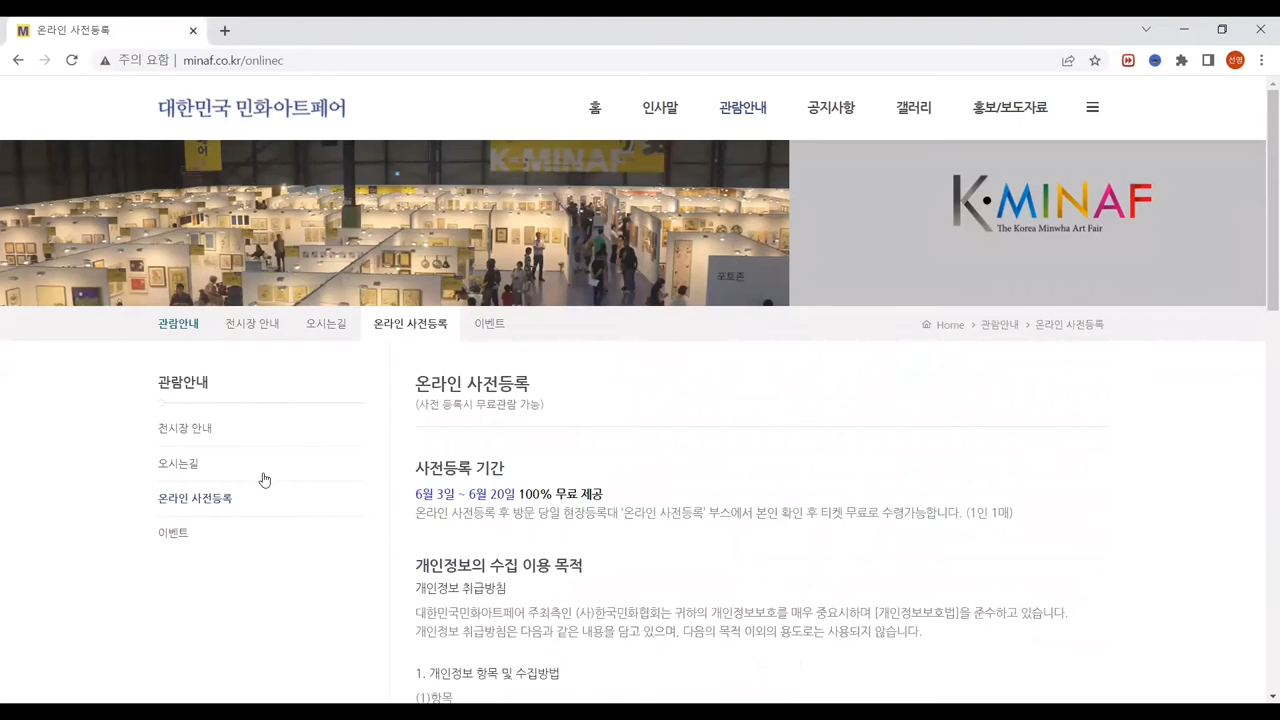 온라인 사전등록
주의 요함 | minaf.co.kr/onlinec
선영
대한민국 민화아트페어
홈 인사말 관람안내 공지사항 갤러리 홍보/보도자료
K-MINAF
포토존
K·MINAF
The Korea Minwha Art Fair
관람안내 전시장 안내 오시는길 온라인 사전등록 이벤트
Home > 관람안내 > 온라인 사전등록
관람안내
전시장 안내
오시는길
온라인 사전등록
이벤트
온라인 사전등록
(사전 등록시 무료관람 가능)
사전등록 기간
6월 3일 ~ 6월 20일 100% 무료 제공
온라인 사전등록 후 방문 당일 현장등록대 '온라인 사전등록' 부스에서 본인 확인 후 티켓 무료로 수령가능합니다. (1인 1매)
개인정보의 수집 이용 목적
개인정보 취급방침
대한민국민화아트페어 주최측인 (사)한국민화협회는 귀하의 개인정보보호를 매우 중요시하며 [개인정보보호법]을 준수하고 있습니다.
개인정보 취급방침은 다음과 같은 내용을 담고 있으며, 다음의 목적 이외의 용도로는 사용되지 않습니다.
1. 개인정보 항목 및 수집방법
(1)항목